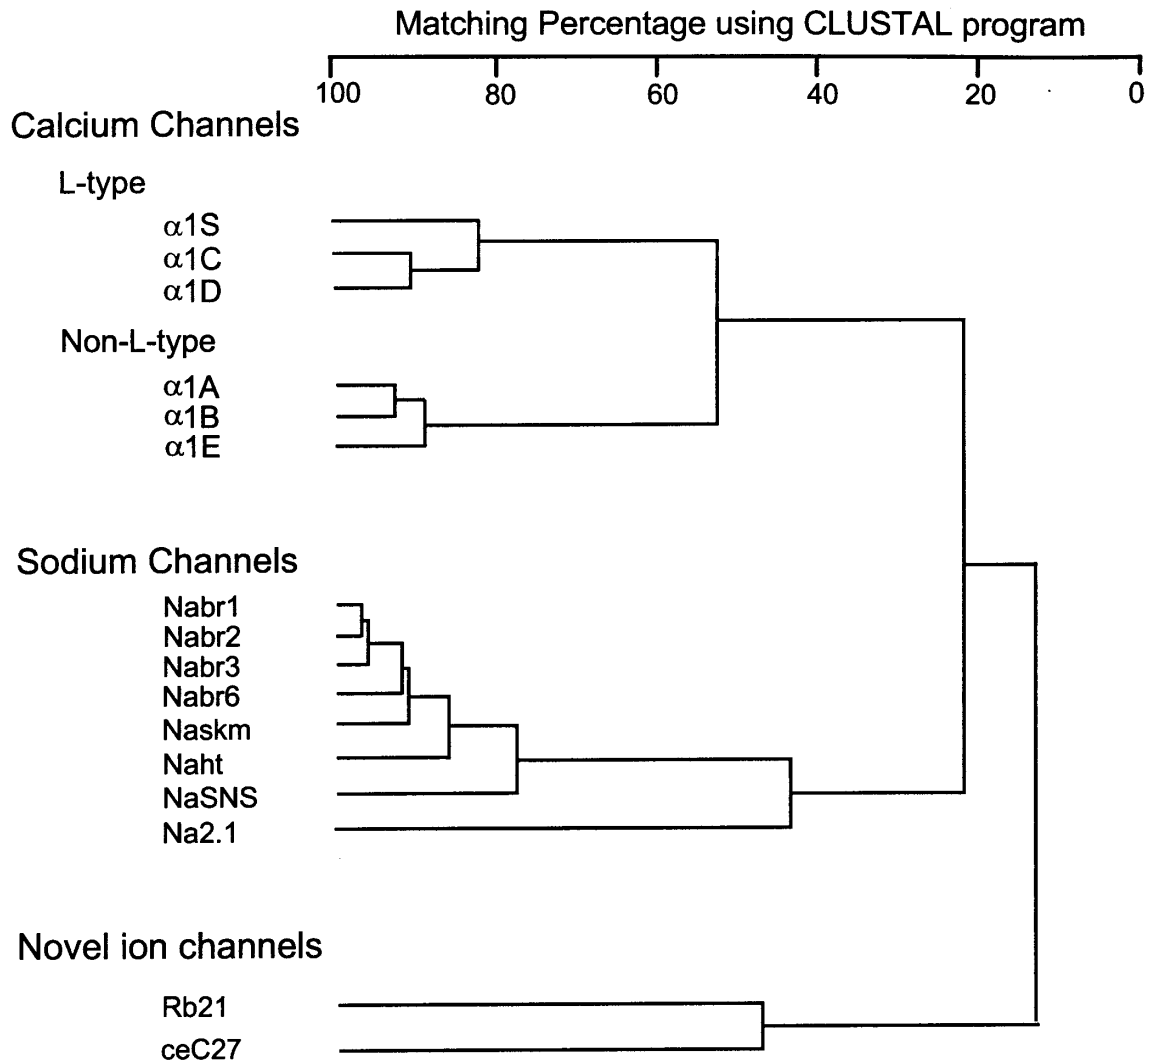 Matching Percentage using CLUSTAL program
100 80 60 40 20 0
Calcium Channels
L-type
α1S
α1C
α1D
Non-L-type
α1A
α1B
α1E
Sodium Channels
Nabr1
Nabr2
Nabr3
Nabr6
Naskm
Naht
NaSNS
Na2.1
Novel ion channels
Rb21
ceC27